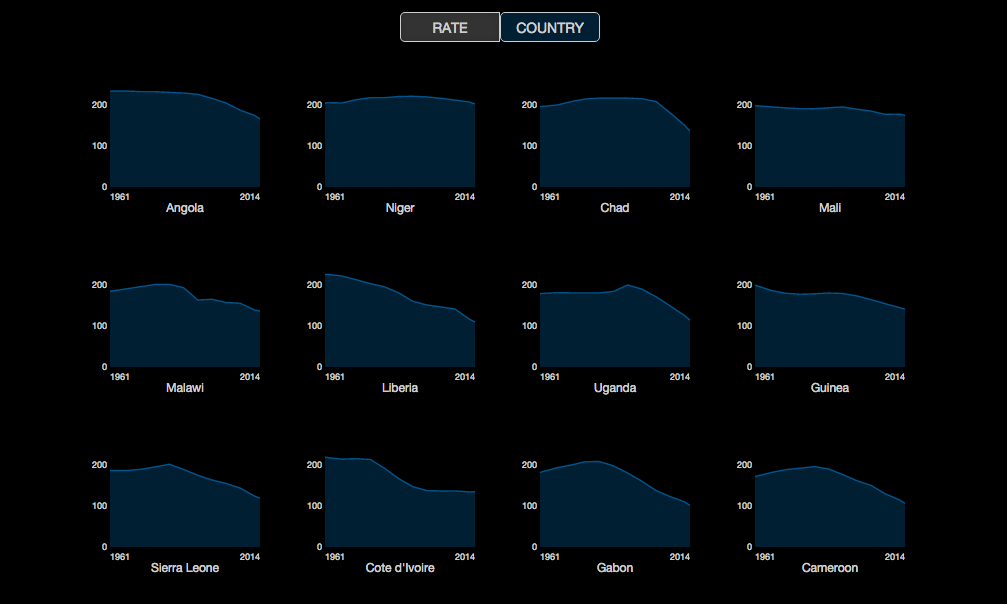 RATE COUNTRY
200 200 200 200
100 100 100 100
0 0 0 0
1961 2014 1961 2014 1961 2014 1961 2014
Angola Niger Chad Mali
200 200 200 200
100 100 100 100
0 0 0 0
1961 2014 1961 2014 1961 2014 1961 2014
Malawi Liberia Uganda Guinea
200 200 200 200
100 100 100 100
0 0 0 0
1961 2014 1961 2014 1961 2014 1961 2014
Sierra Leone Cote d'Ivoire Gabon Cameroon